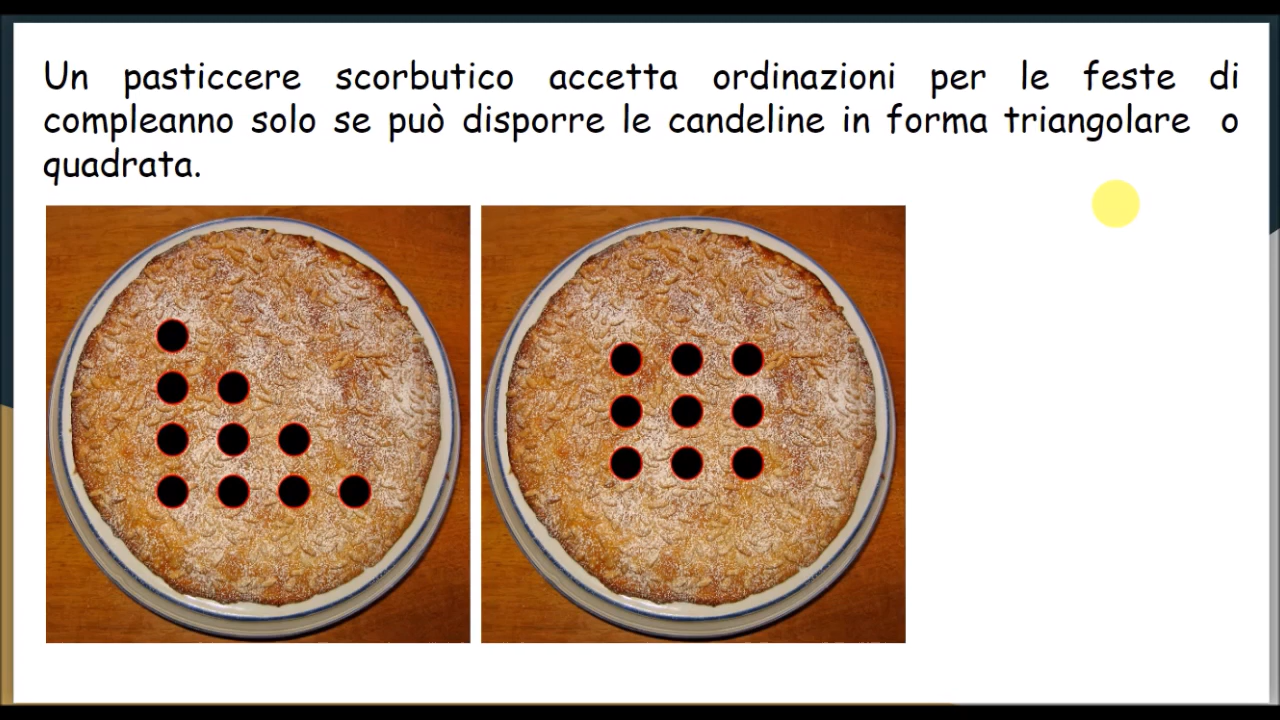 Un pasticcere scorbutico accetta ordinazioni per le feste di
compleanno solo se può disporre le candeline in forma triangolare o
quadrata.